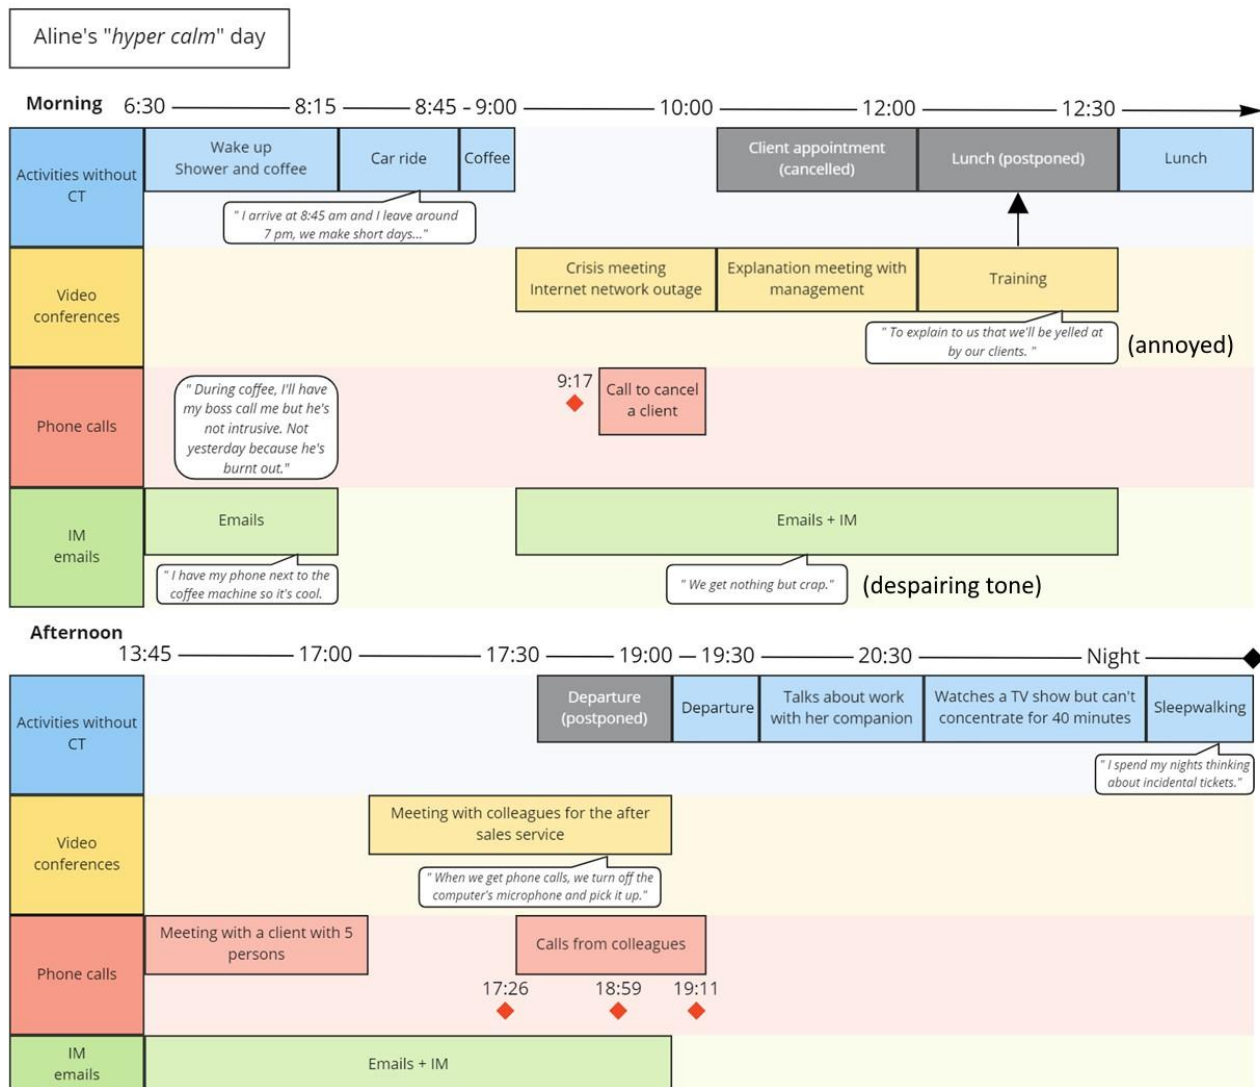 Aline's "hyper calm" day
Morning 6:30 8:15 8:45 9:00 10:00 12:00 12:30
Activities without
CT
Wake up
Shower and coffee
Car ride
Coffee
Client appointment
(cancelled)
Lunch (postponed)
Lunch
" I arrive at 8:45 am and I leave around
7 pm, we make short days..."
Video
conferences
Crisis meeting
Internet network outage
Explanation meeting with
management
Training
" To explain to us that we'll be yelled at
by our clients. "
(annoyed)
Phone calls
" During coffee, I'll have
my boss call me but he's
not intrusive. Not
yesterday because he's
burnt out."
9:17
Call to cancel
a client
IM
emails
Emails
" I have my phone next to the
coffee machine so it's cool.
Emails + IM
" We get nothing but crap."
(despairing tone)
Afternoon
13:45 17:00 17:30 19:00 19:30 20:30 Night
Activities without
CT
Departure
(postponed)
Departure
Talks about work
with her companion
Watches a TV show but can't
concentrate for 40 minutes
Sleepwalking
" I spend my nights thinking
about incidental tickets."
Video
conferences
Meeting with colleagues for the after
sales service
" When we get phone calls, we turn off the
computer's microphone and pick it up."
Phone calls
Meeting with a client with 5
persons
Calls from colleagues
17:26 18:59 19:11
IM
emails
Emails + IM